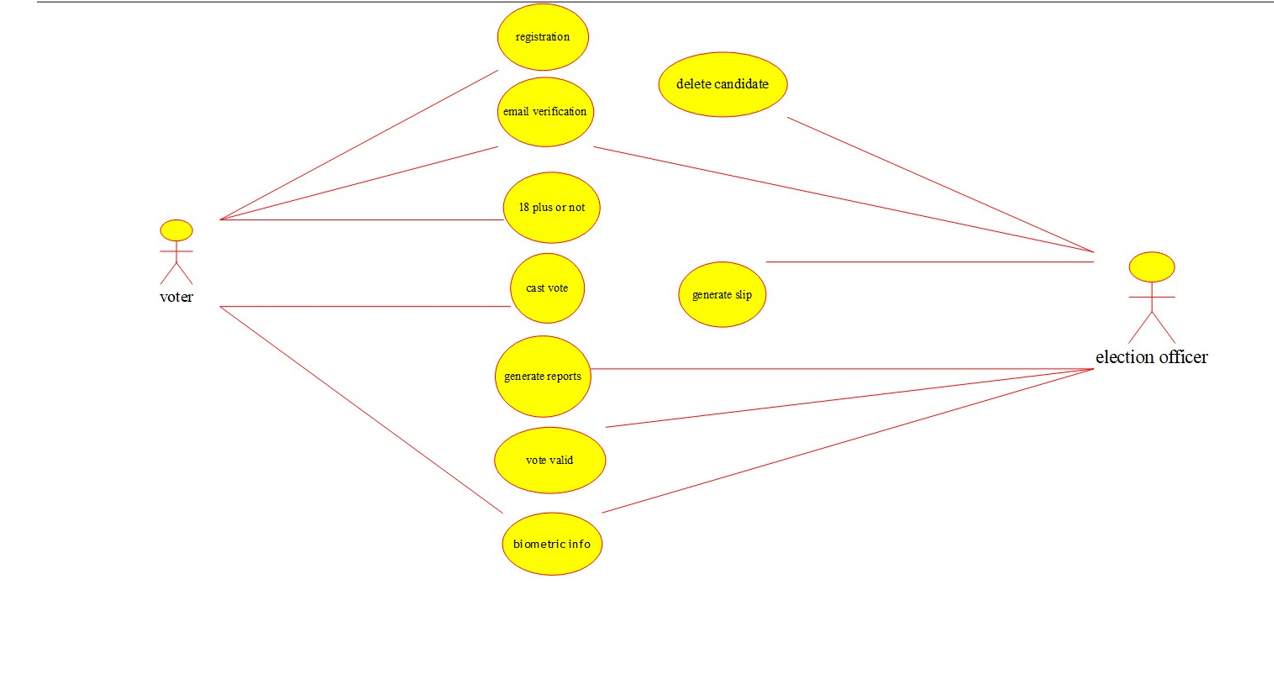 registration
delete candidate
email verification
18 plus or not
cast vote
generate slip
voter
election officer
generate reports
vote valid
biometric info